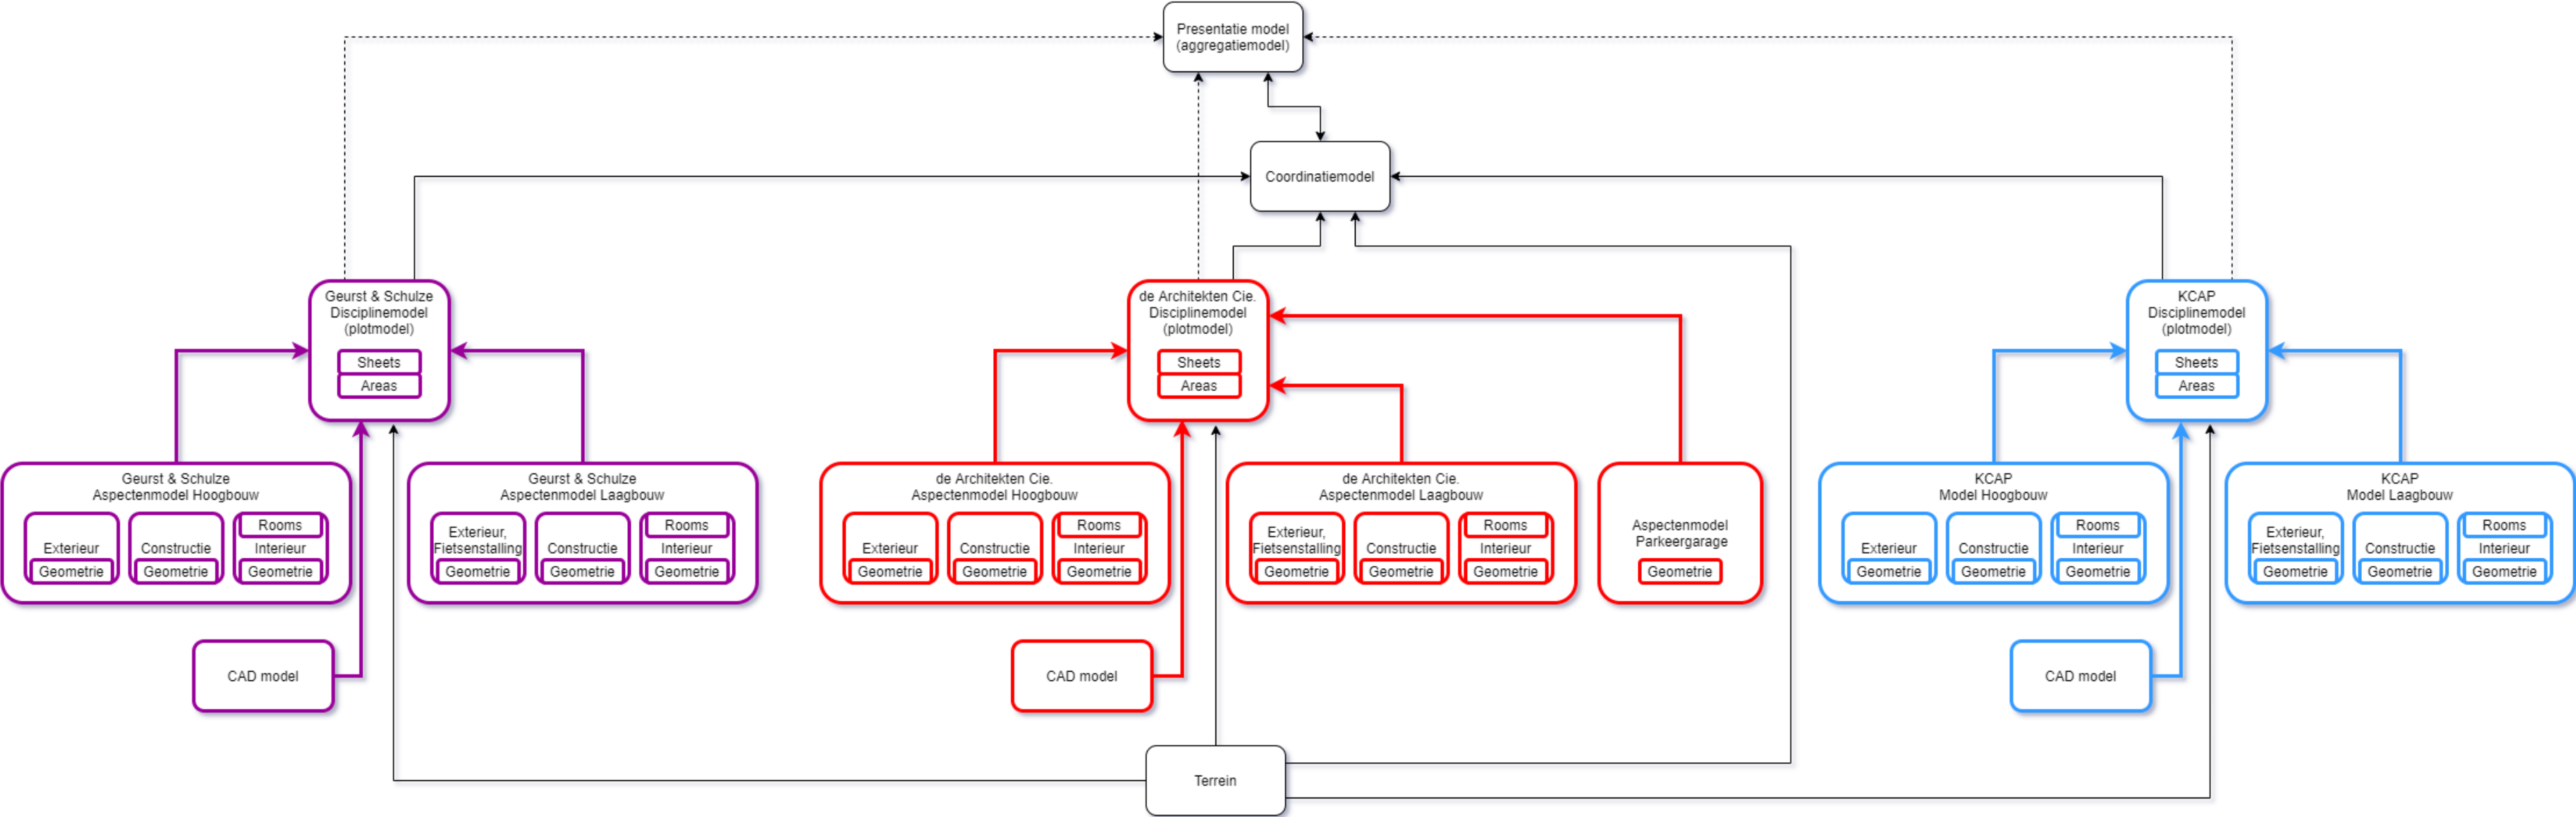 Presentatie model
(aggregatiemodel)
Coordinatiemodel
Geurst & Schulze
Disciplinemodel
(plotmodel)
Sheets
Areas
de Architekten Cie.
Disciplinemodel
(plotmodel)
Sheets
Areas
KCAP
Disciplinemodel
(plotmodel)
Sheets
Areas
Geurst & Schulze
Aspectenmodel Hoogbouw
Exterieur
Geometrie
Constructie
Geometrie
Rooms
Interieur
Geometrie
Geurst & Schulze
Aspectenmodel Laagbouw
Exterieur,
Fietsenstalling
Geometrie
Constructie
Geometrie
Rooms
Interieur
Geometrie
de Architekten Cie.
Aspectenmodel Hoogbouw
Exterieur
Geometrie
Constructie
Geometrie
Rooms
Interieur
Geometrie
de Architekten Cie.
Aspectenmodel Laagbouw
Exterieur,
Fietsenstalling
Geometrie
Constructie
Geometrie
Rooms
Interieur
Geometrie
Aspectenmodel
Parkeergarage
Geometrie
KCAP
Model Hoogbouw
Exterieur
Geometrie
Constructie
Geometrie
Rooms
Interieur
Geometrie
KCAP
Model Laagbouw
Exterieur,
Fietsenstalling
Geometrie
Constructie
Geometrie
Rooms
Interieur
Geometrie
CAD model
CAD model
CAD model
Terrein